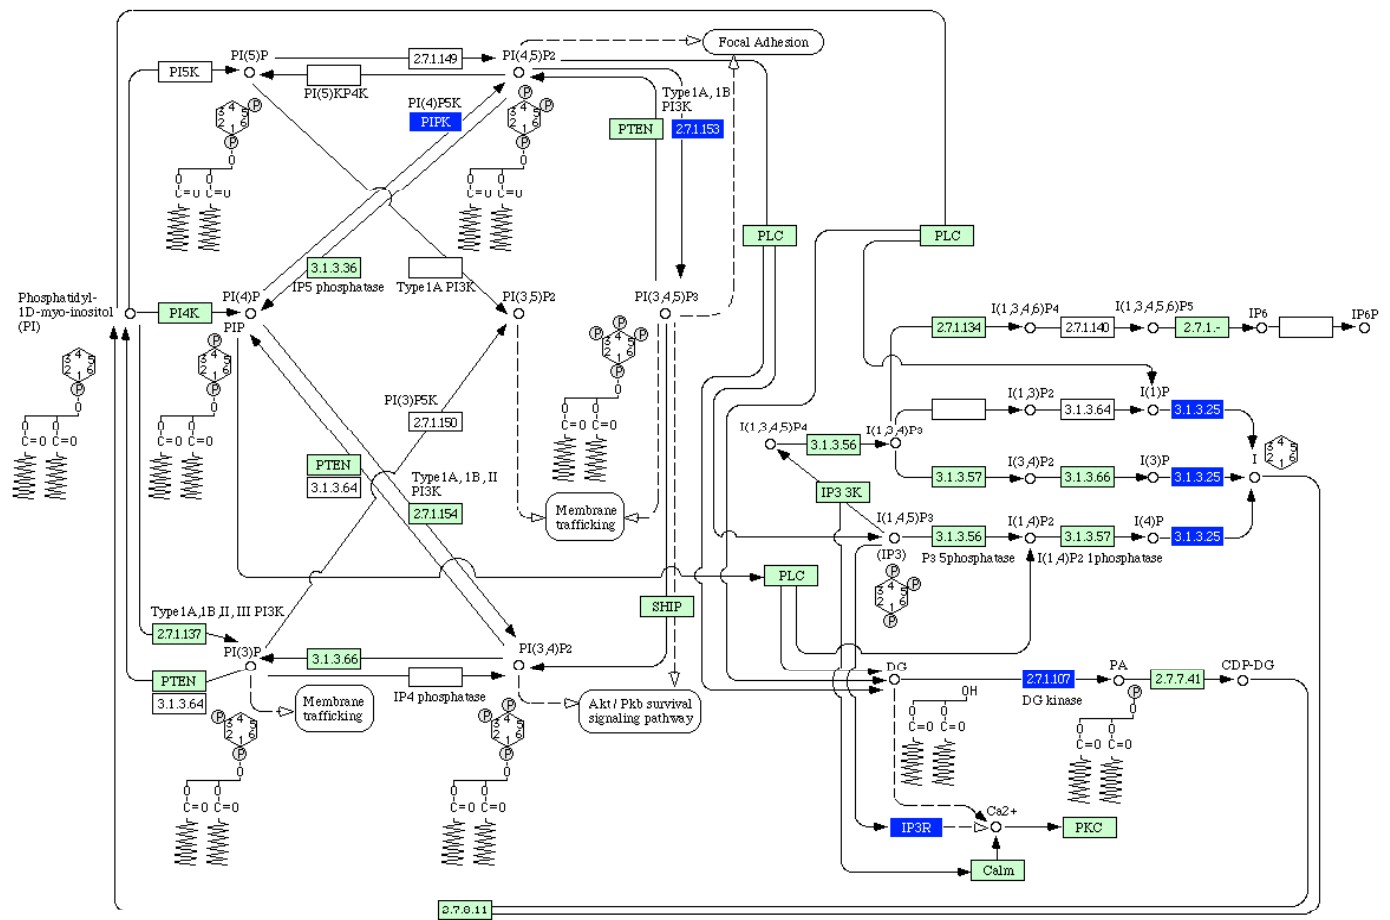 Focal Adhesion
PI(5)P
2.7.1.149
PI(4,5)P2
PI5K
PI(5)KP4K
PI(4)P5K
PIPK
Type1A, 1B
PI3K
PTEN
2.7.1.153
PLC
PLC
3.1.3.36
IP5 phosphatase
Type1A PI3K
Phosphatidyl-
1D-myo-inositol
(PI)
PI4K
PI(4)P
PIP
PI(3,5)P2
PI(3,4,5)P3
I(1,3,4,6)P4
I(1,3,4,5,6)P5
IP6
IP6P
2.7.1.134
2.7.1.140
2.7.1.-
PI(3)P5K
2.7.1.150
I(1,3)P2
I(1)P
3.1.3.64
3.1.3.25
I(1,3,4,5)P4
3.1.3.56
I(1,3,4)P3
PTEN
3.1.3.64
Type1A, 1B, II
PI3K
2.7.1.154
3.1.3.57
I(3,4)P2
3.1.3.66
I(3)P
3.1.3.25
I
IP3 3K
Membrane
trafficking
I(1,4,5)P3
(IP3)
3.1.3.56
P3 5phosphatase
I(1,4)P2
3.1.3.57
I(1,4)P2 1phosphatase
I(4)P
3.1.3.25
PLC
SHIP
Type1A,1B,II, III PI3K
2.7.1.137
PI(3)P
3.1.3.66
PI(3,4)P2
IP4 phosphatase
PTEN
3.1.3.64
Membrane
trafficking
Akt / Pkb survival
signaling pathway
DG
2.7.1.107
DG kinase
PA
2.7.7.41
CDP-DG
OH
Ca2+
IP3R
PKC
Calm
2.7.8.11